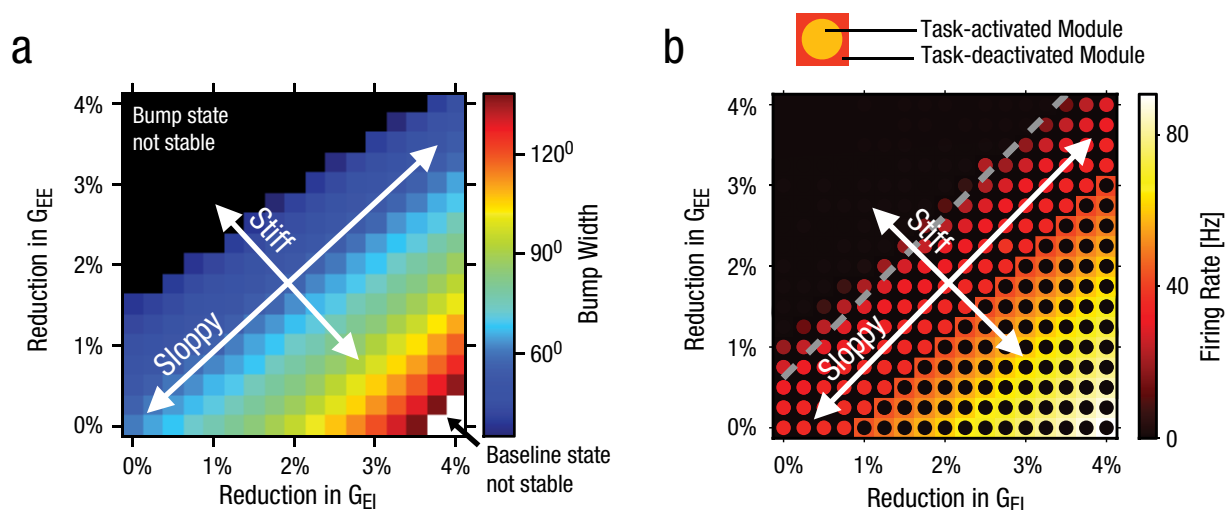 a
Bump state
not stable
4%
3%
2%
1%
0%
Reduction in GEE
Stiff
Sloppy
0%
1%
2%
3%
4%
Reduction in GEI
120⁰
90⁰
60⁰
Bump Width
Baseline state
not stable
b
Task-activated Module
Task-deactivated Module
4%
3%
2%
1%
0%
Reduction in GEE
Stiff
Sloppy
0%
1%
2%
3%
4%
Reduction in GEI
80
40
0
Firing Rate [Hz]